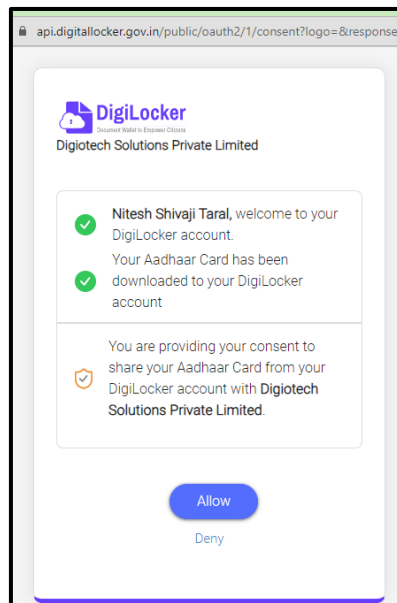 api.digitallocker.gov.in/public/oauth2/1/consent?logo=&response
DigiLocker
Document Wallet to Empower Citizens
Digiotech Solutions Private Limited
Nitesh Shivaji Taral, welcome to your
DigiLocker account.
Your Aadhaar Card has been
downloaded to your DigiLocker
account
You are providing your consent to
share your Aadhaar Card from your
DigiLocker account with Digiotech
Solutions Private Limited.
Allow
Deny